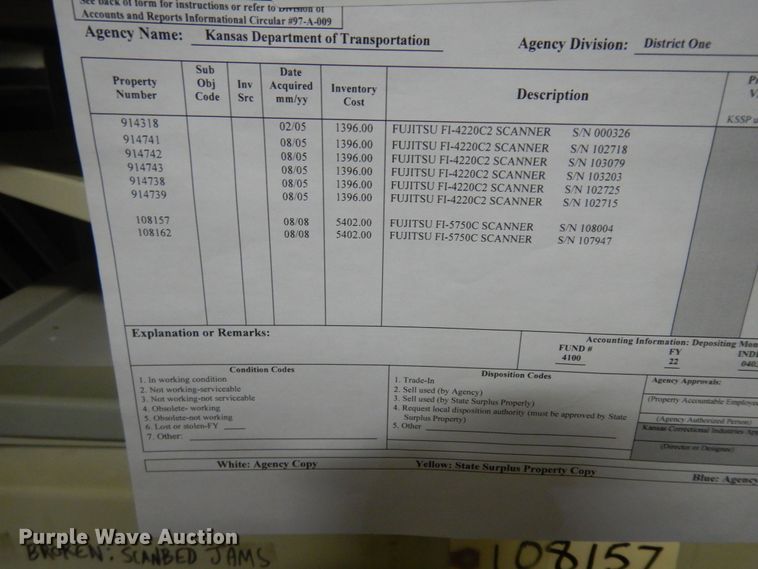 See back of form for instructions or refer to Division of
Accounts and Reports Informational Circular #97-A-009
Agency Name: Kansas Department of Transportation Agency Division: District One
Property Number Sub Obj Code Inv Src Date Acquired mm/yy Inventory Cost Description
KSSP u
914318 02/05 1396.00 FUJITSU FI-4220C2 SCANNER S/N 000326
914741 08/05 1396.00 FUJITSU FI-4220C2 SCANNER S/N 102718
914742 08/05 1396.00 FUJITSU FI-4220C2 SCANNER S/N 103079
914743 08/05 1396.00 FUJITSU FI-4220C2 SCANNER S/N 103203
914738 08/05 1396.00 FUJITSU FI-4220C2 SCANNER S/N 102725
914739 08/05 1396.00 FUJITSU FI-4220C2 SCANNER S/N 102715
108157 08/08 5402.00 FUJITSU FI-5750C SCANNER S/N 108004
108162 08/08 5402.00 FUJITSU FI-5750C SCANNER S/N 107947
Explanation or Remarks:
Accounting Information: Depositing Mon
FUND # FY IND
4100 22 040
Condition Codes
1. In working condition
2. Not working-serviceable
3. Not working-not serviceable
4. Obsolete- working
5. Obsolete-not working
6. Lost or stolen-FY
7. Other:
Disposition Codes
1. Trade-In
2. Sell used (by Agency)
3. Sell used (by State Surplus Property)
4. Request local disposition authority (must be approved by State
Surplus Property)
5. Other
Agency Approvals:
(Property Accountable Employee
(Agency Authorized Person)
Kansas Correctional Industries Ap
(Director or Designee)
White: Agency Copy Yellow: State Surplus Property Copy Blue: Agency
Purple Wave Auction
BROKEN: SCANBED JAMS
108157